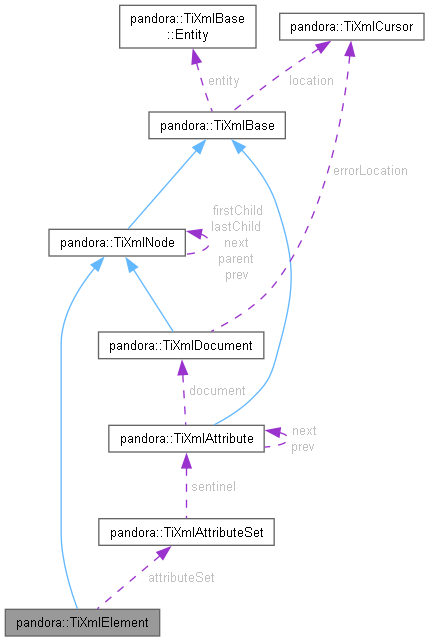 pandora::TiXmlBase
::Entity
pandora::TiXmlCursor
entity
location
pandora::TiXmlBase
errorLocation
firstChild
lastChild
next
parent
prev
pandora::TiXmlNode
pandora::TiXmlDocument
document
next
prev
pandora::TiXmlAttribute
sentinel
pandora::TiXmlAttributeSet
attributeSet
pandora::TiXmlElement